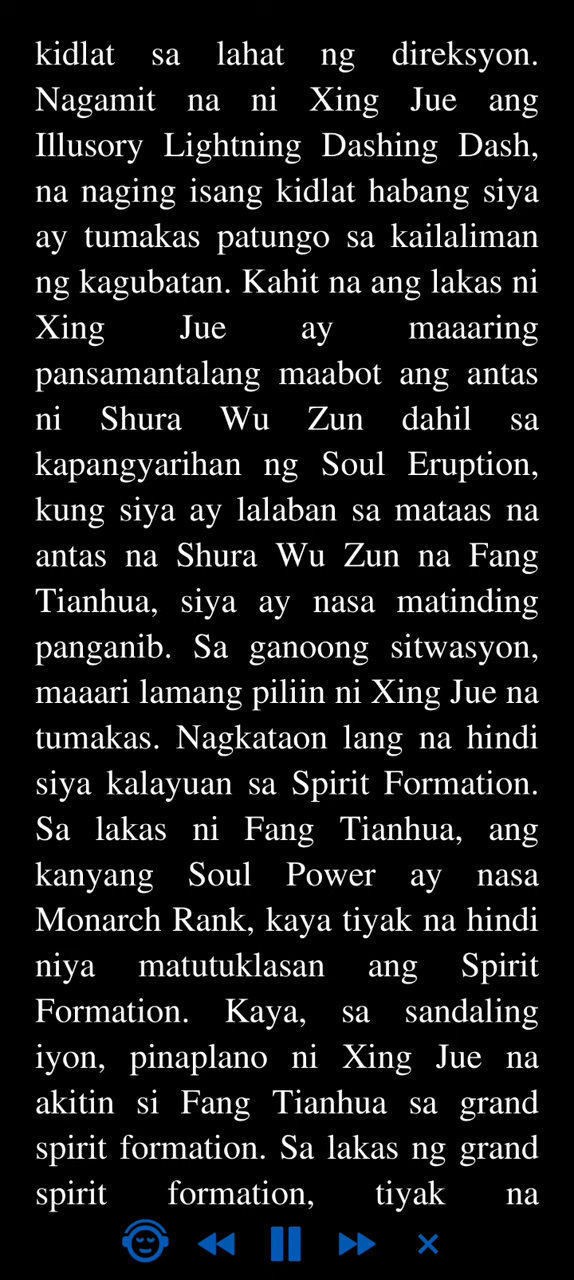 kidlat sa lahat ng direksyon.
Nagamit na ni Xing Jue ang
Illusory Lightning Dashing Dash,
na naging isang kidlat habang siya
ay tumakas patungo sa kailaliman
ng kagubatan. Kahit na ang lakas ni
Xing Jue ay maaaring
pansamantalang maabot ang antas
ni Shura Wu Zun dahil sa
kapangyarihan ng Soul Eruption,
kung siya ay lalaban sa mataas na
antas na Shura Wu Zun na Fang
Tianhua, siya ay nasa matinding
panganib. Sa ganoong sitwasyon,
maaari lamang piliin ni Xing Jue na
tumakas. Nagkataon lang na hindi
siya kalayuan sa Spirit Formation.
Sa lakas ni Fang Tianhua, ang
kanyang Soul Power ay nasa
Monarch Rank, kaya tiyak na hindi
niya matutuklasan ang Spirit
Formation. Kaya, sa sandaling
iyon, pinaplano ni Xing Jue na
akitin si Fang Tianhua sa grand
spirit formation. Sa lakas ng grand
spirit formation, tiyak na